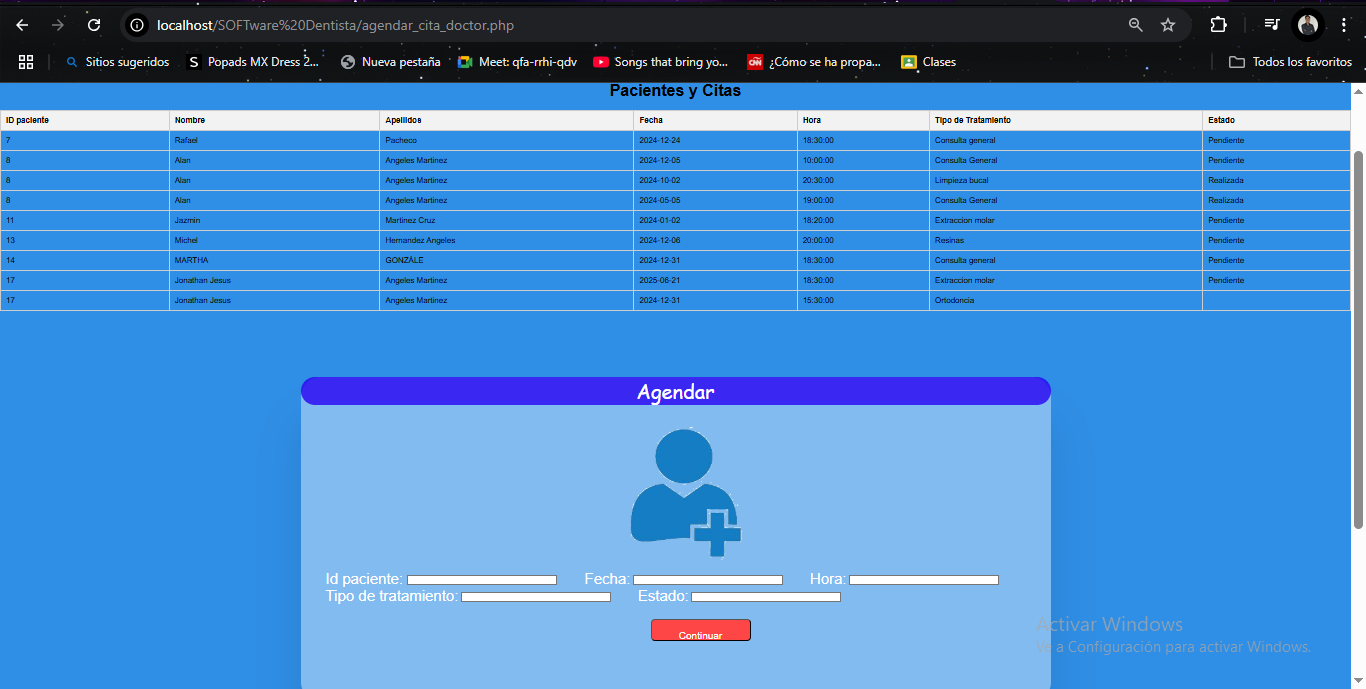 localhost/SOFTware%20Dentista/agendar_cita_doctor.php
Sitios sugeridos S Popads MX Dress 2... Nueva pestaña Meet: qfa-rrhi-qdv Songs that bring yo... CNN ¿Cómo se ha propa... Clases Todos los favoritos
Pacientes y Citas
ID paciente Nombre Apellidos Fecha Hora Tipo de Tratamiento Estado
7 Rafael Pacheco 2024-12-24 18:30:00 Consulta general Pendiente
8 Alan Angeles Martinez 2024-12-05 10:00:00 Consulta General Pendiente
8 Alan Angeles Martinez 2024-10-02 20:30:00 Limpieza bucal Realizada
8 Alan Angeles Martinez 2024-05-05 19:00:00 Consulta General Realizada
11 Jazmin Martinez Cruz 2024-01-02 18:20:00 Extraccion molar Pendiente
13 Michel Hernandez Angeles 2024-12-06 20:00:00 Resinas Pendiente
14 MARTHA GONZÁLE 2024-12-31 18:30:00 Consulta general Pendiente
17 Jonathan Jesus Angeles Martinez 2025-06-21 18:30:00 Extraccion molar Pendiente
17 Jonathan Jesus Angeles Martinez 2024-12-31 15:30:00 Ortodoncia
Agendar
Id paciente: Fecha: Hora:
Tipo de tratamiento: Estado:
Continuar
Activar Windows
Ve a Configuración para activar Windows.